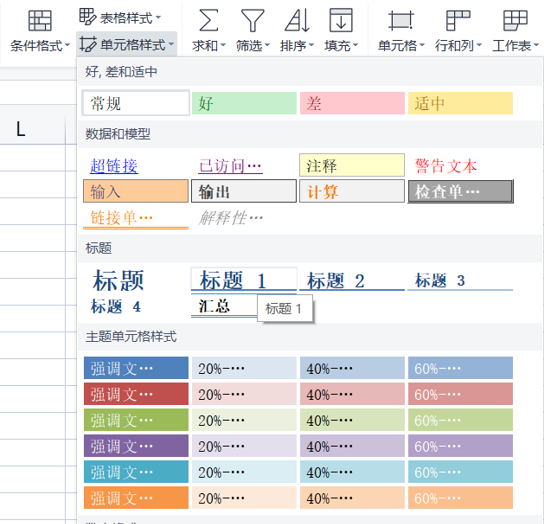 表格样式
条件格式 单元格样式 求和 筛选 排序 填充 单元格 行和列 工作表
好, 差和适中
常规 好 差 适中
L
数据和模型
超链接 已访问… 注释 警告文本
输入 输出 计算 检查单…
链接单… 解释性…
标题
标题 标题 1 标题 2 标题 3
标题 4 汇总
标题 1
主题单元格样式
强调文… 20%-… 40%-… 60%-…
强调文… 20%-… 40%-… 60%-…
强调文… 20%-… 40%-… 60%-…
强调文… 20%-… 40%-… 60%-…
强调文… 20%-… 40%-… 60%-…
强调文… 20%-… 40%-… 60%-…